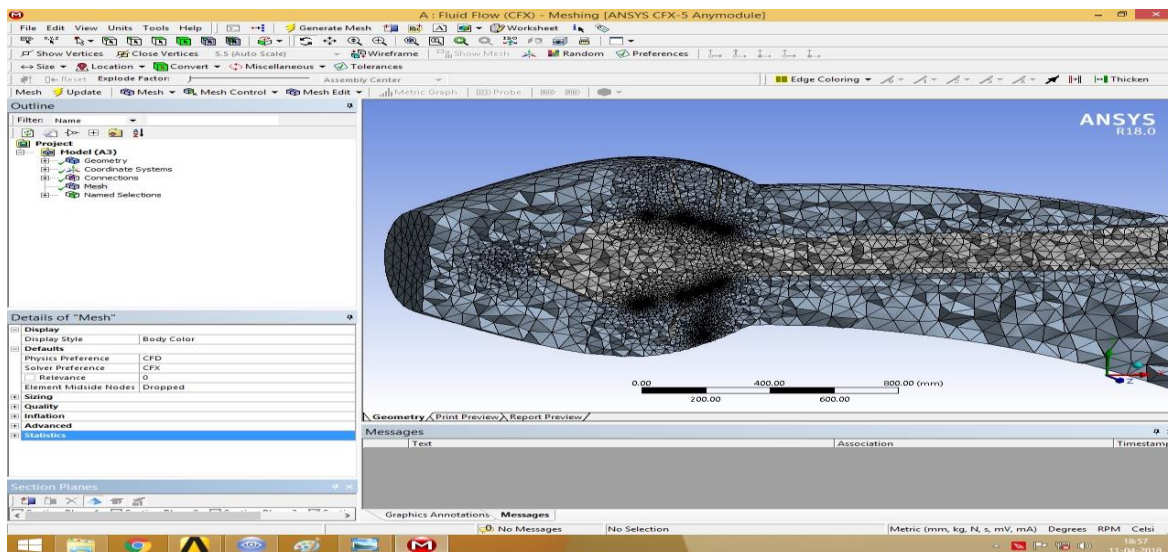 A : Fluid Flow (CFX) - Meshing [ANSYS CFX-5 Anymodule]
File Edit View Units Tools Help Generate Mesh Worksheet
Show Vertices Close Vertices 5.5 (Auto Scale) Wireframe Show Mesh Random Preferences
Size Location Convert Miscellaneous Tolerances
Reset Explode Factor: Assembly Center Edge Coloring Thicken
Mesh Update Mesh Mesh Control Mesh Edit Metric Graph Probe
Outline
Filter: Name
Project
Model (A3)
Geometry
Coordinate Systems
Connections
Mesh
Named Selections
ANSYS
R18.0
Details of "Mesh"
Display
Display Style Body Color
Defaults
Physics Preference CFD
Solver Preference CFX
Relevance 0
Element Midside Nodes Dropped
Sizing
Quality
Inflation
Advanced
Statistics
0.00 400.00 800.00 (mm)
200.00 600.00
Z
Geometry Print Preview Report Preview
Messages
Text Association Timestamp
Section Planes
Graphics Annotations Messages
0 No Messages No Selection Metric (mm, kg, N, s, mV, mA) Degrees RPM Celsi
18:57
11-04-2018